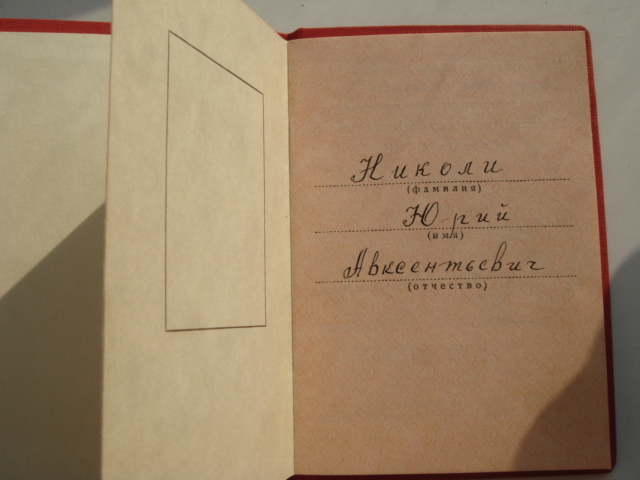 Николи
(фамилия)
Юрий
(имя)
Авксентьевич
(отчество)